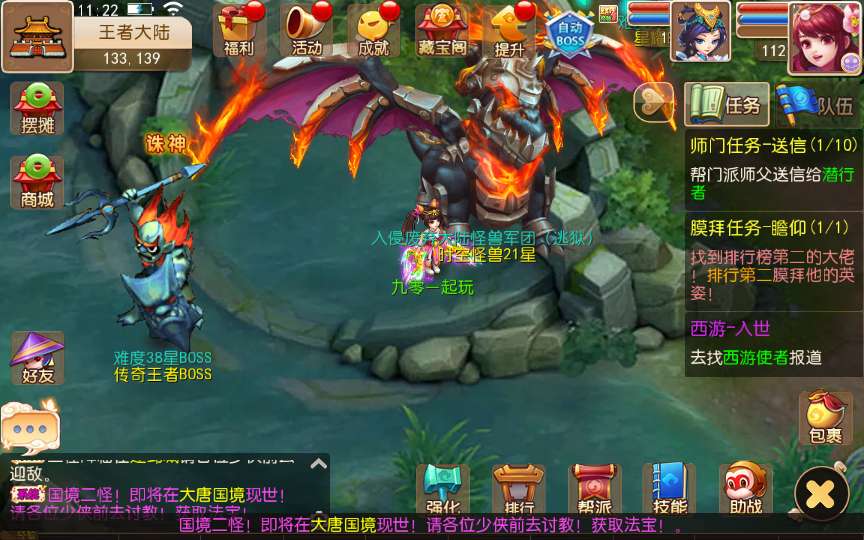 11:22
王者大陆
133, 139
福利
活动
成就
藏宝阁
提升
自动
BOSS
112
摆摊
商城
好友
任务
队伍
师门任务-送信(1/10)
帮门派师父送信给潜行
者
膜拜任务-瞻仰(1/1)
找到排行榜第二的大佬
！排行第二膜拜他的英
姿！
西游-入世
去找西游使者报道
诛神
时空怪兽21星
九零一起玩
难度38星BOSS
传奇王者BOSS
包裹
迎敌。
系统 国境二怪！即将在大唐国境现世！
请各位少侠前去讨教！获取法宝！
强化
排行
帮派
技能
助战
国境二怪！即将在大唐国境现世！请各位少侠前去讨教！获取法宝！。